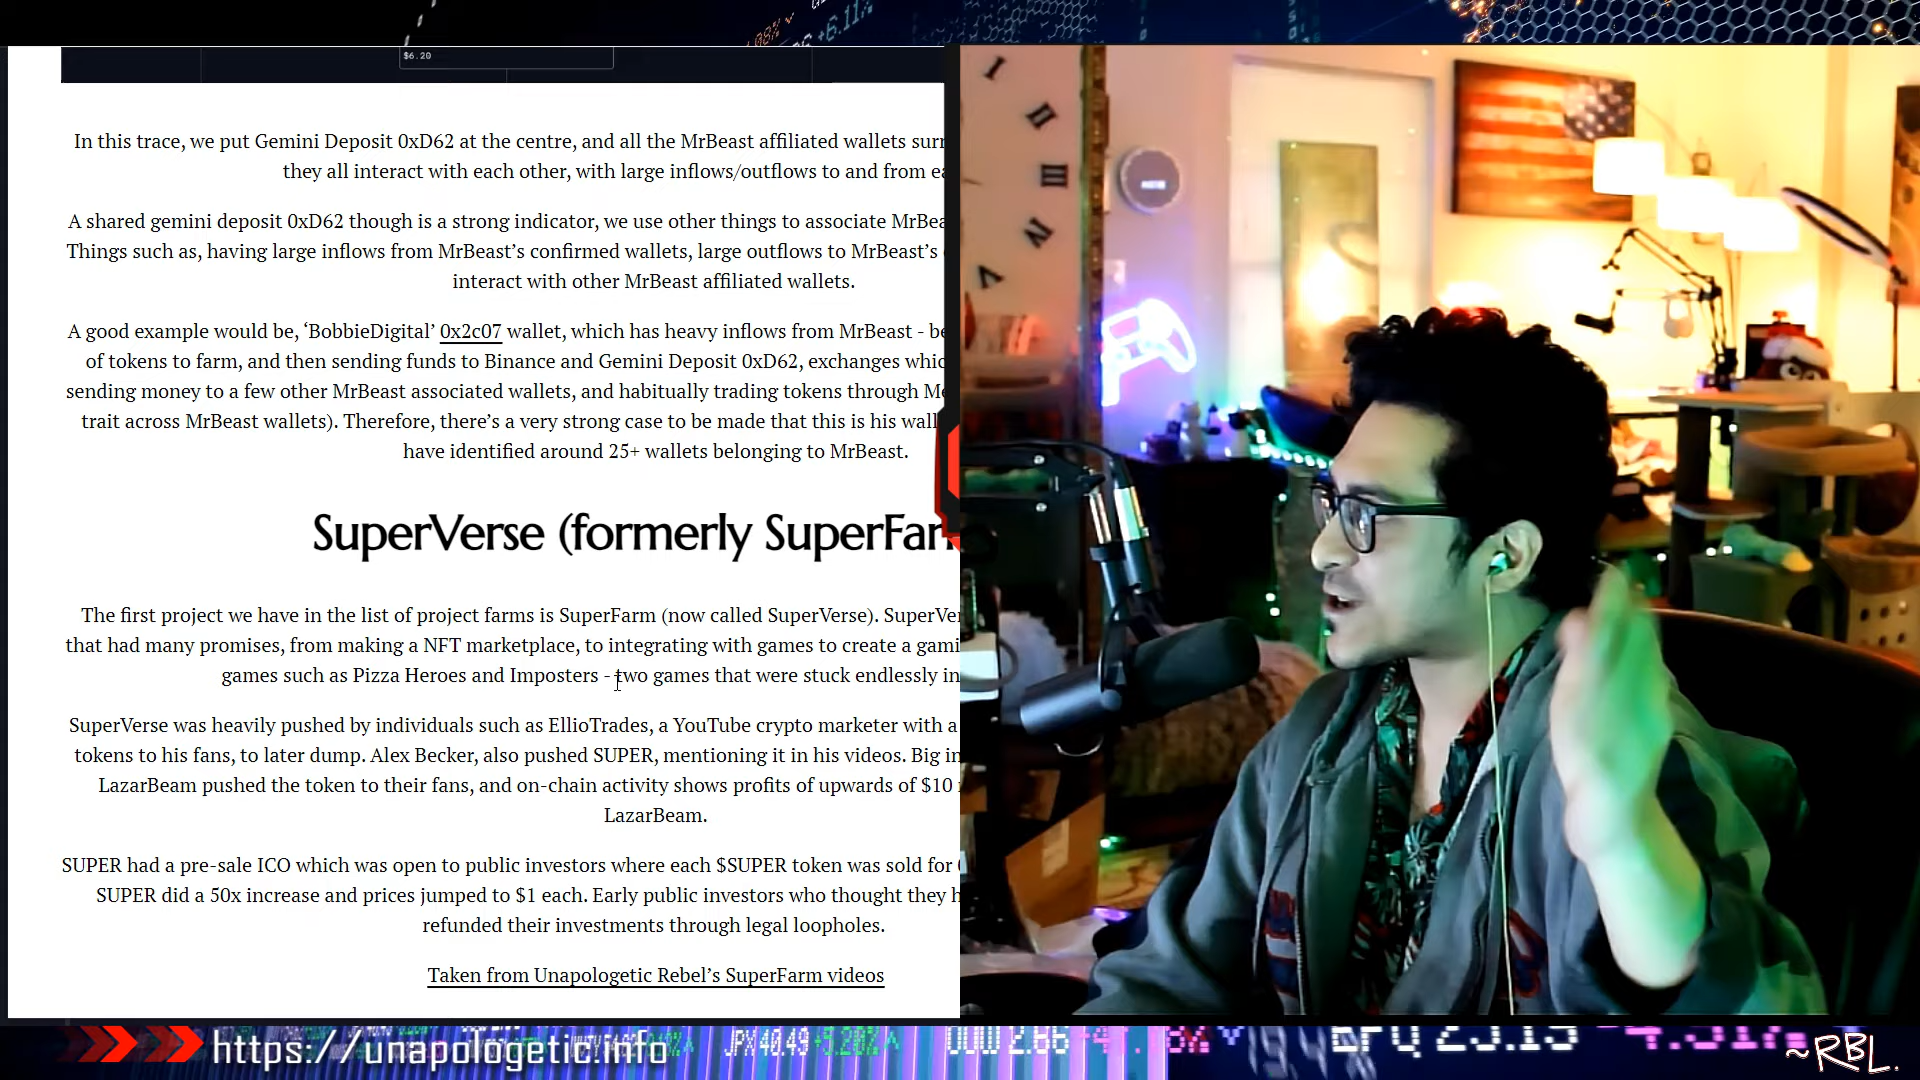 $6.20
In this trace, we put Gemini Deposit 0xD62 at the centre, and all the MrBeast affiliated wallets
they all interact with each other, with large inflows/outflows to and from
A shared gemini deposit 0xD62 though is a strong indicator, we use other things to associate
Things such as, having large inflows from MrBeast’s confirmed wallets, large outflows to MrBeast’s
interact with other MrBeast affiliated wallets.
A good example would be, ‘BobbieDigital’ 0x2c07 wallet, which has heavy inflows from MrBeast -
of tokens to farm, and then sending funds to Binance and Gemini Deposit 0xD62, exchanges
sending money to a few other MrBeast associated wallets, and habitually trading tokens through
trait across MrBeast wallets). Therefore, there’s a very strong case to be made that this is his
have identified around 25+ wallets belonging to MrBeast.
SuperVerse (formerly
The first project we have in the list of project farms is SuperFarm (now called SuperVerse).
that had many promises, from making a NFT marketplace, to integrating with games to create a
games such as Pizza Heroes and Imposters - two games that were stuck endlessly in
SuperVerse was heavily pushed by individuals such as EllioTrades, a YouTube crypto marketer with a
tokens to his fans, to later dump. Alex Becker, also pushed SUPER, mentioning it in his videos. Big
LazarBeam pushed the token to their fans, and on-chain activity shows profits of upwards of $10
LazarBeam.
SUPER had a pre-sale ICO which was open to public investors where each $SUPER token was sold for
SUPER did a 50x increase and prices jumped to $1 each. Early public investors who thought they
refunded their investments through legal loopholes.
Taken from Unapologetic Rebel’s SuperFarm videos
I
II
III
IV
V
https://unapologetic.info
JPX 40.49 +5.20%
~RBL.